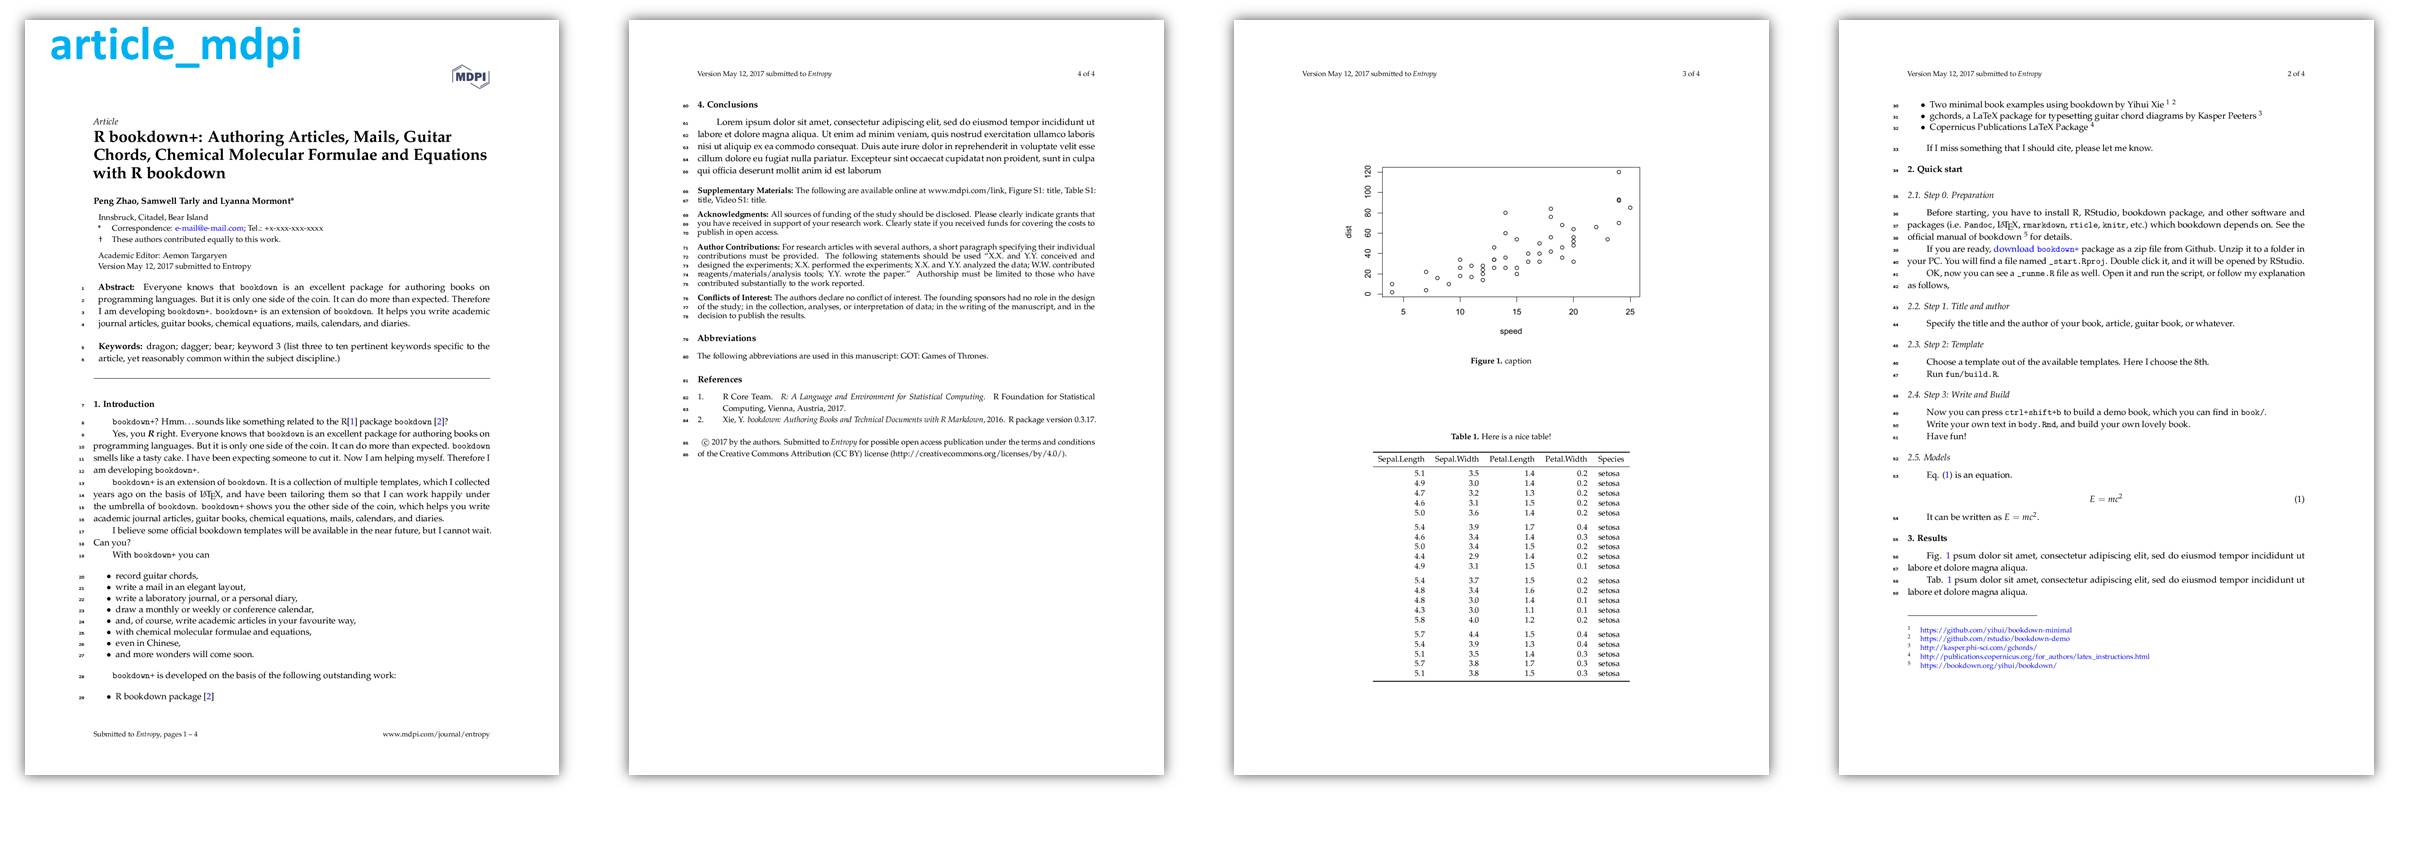 article_mdpi
MDPI
Article
R bookdown+: Authoring Articles, Mails, Guitar
Chords, Chemical Molecular Formulae and Equations
with R bookdown
Peng Zhao, Samwell Tarly and Lyanna Mormont*
Innsbruck, Citadel, Bear Island
* Correspondence: e-mail@e-mail.com; Tel.: +x-xxx-xxx-xxxx
† These authors contributed equally to this work.
Academic Editor: Aemon Targaryen
Version May 12, 2017 submitted to Entropy
1 Abstract: Everyone knows that bookdown is an excellent package for authoring books on
2 programming languages. But it is only one side of the coin. It can do more than expected. Therefore
3 I am developing bookdown+. bookdown+ is an extension of bookdown. It helps you write academic
4 journal articles, guitar books, chemical equations, mails, calendars, and diaries.
5 Keywords: dragon; dagger; bear; keyword 3 (list three to ten pertinent keywords specific to the
6 article, yet reasonably common within the subject discipline.)
7 1. Introduction
8 bookdown+? Hmm...sounds like something related to the R[1] package bookdown [2]?
9 Yes, you R right. Everyone knows that bookdown is an excellent package for authoring books on
10 programming languages. But it is only one side of the coin. It can do more than expected. bookdown
11 smells like a tasty cake. I have been expecting someone to cut it. Now I am helping myself. Therefore I
12 am developing bookdown+.
13 bookdown+ is an extension of bookdown. It is a collection of multiple templates, which I collected
14 years ago on the basis of LATEX, and have been tailoring them so that I can work happily under
15 the umbrella of bookdown. bookdown+ shows you the other side of the coin, which helps you write
16 academic journal articles, guitar books, chemical equations, mails, calendars, and diaries.
17 I believe some official bookdown templates will be available in the near future, but I cannot wait.
18 Can you?
19 With bookdown+ you can
20 • record guitar chords,
21 • write a mail in an elegant layout,
22 • write a laboratory journal, or a personal diary,
23 • draw a monthly or weekly or conference calendar,
24 • and, of course, write academic articles in your favourite way,
25 • with chemical molecular formulae and equations,
26 • even in Chinese,
27 • and more wonders will come soon.
28 bookdown+ is developed on the basis of the following outstanding work:
29 • R bookdown package [2]
Submitted to Entropy, pages 1 – 4 www.mdpi.com/journal/entropy
Version May 12, 2017 submitted to Entropy 4 of 4
60 4. Conclusions
61 Lorem ipsum dolor sit amet, consectetur adipiscing elit, sed do eiusmod tempor incididunt ut
62 labore et dolore magna aliqua. Ut enim ad minim veniam, quis nostrud exercitation ullamco laboris
63 nisi ut aliquip ex ea commodo consequat. Duis aute irure dolor in reprehenderit in voluptate velit esse
64 cillum dolore eu fugiat nulla pariatur. Excepteur sint occaecat cupidatat non proident, sunt in culpa
65 qui officia deserunt mollit anim id est laborum
66 Supplementary Materials: The following are available online at www.mdpi.com/link, Figure S1: title, Table S1:
67 title, Video S1: title.
68 Acknowledgments: All sources of funding of the study should be disclosed. Please clearly indicate grants that
69 you have received in support of your research work. Clearly state if you received funds for covering the costs to
70 publish in open access.
71 Author Contributions: For research articles with several authors, a short paragraph specifying their individual
72 contributions must be provided. The following statements should be used "X.X. and Y.Y. conceived and
73 designed the experiments; X.X. performed the experiments; X.X. and Y.Y. analyzed the data; W.W. contributed
74 reagents/materials/analysis tools; Y.Y. wrote the paper." Authorship must be limited to those who have
75 contributed substantially to the work reported.
76 Conflicts of Interest: The authors declare no conflict of interest. The founding sponsors had no role in the design
77 of the study; in the collection, analyses, or interpretation of data; in the writing of the manuscript, and in the
78 decision to publish the results.
79 Abbreviations
80 The following abbreviations are used in this manuscript: GOT: Games of Thrones.
81 References
82 1. R Core Team. R: A Language and Environment for Statistical Computing. R Foundation for Statistical
83 Computing, Vienna, Austria, 2017.
84 2. Xie, Y. bookdown: Authoring Books and Technical Documents with R Markdown, 2016. R package version 0.3.17.
85 © 2017 by the authors. Submitted to Entropy for possible open access publication under the terms and conditions
86 of the Creative Commons Attribution (CC BY) license (http://creativecommons.org/licenses/by/4.0/).
Version May 12, 2017 submitted to Entropy 3 of 4
120
100
80
60
40
20
0
dist
5 10 15 20 25
speed
Figure 1. caption
Table 1. Here is a nice table!
Sepal.Length Sepal.Width Petal.Length Petal.Width Species
5.1 3.5 1.4 0.2 setosa
4.9 3.0 1.4 0.2 setosa
4.7 3.2 1.3 0.2 setosa
4.6 3.1 1.5 0.2 setosa
5.0 3.6 1.4 0.2 setosa
5.4 3.9 1.7 0.4 setosa
4.6 3.4 1.4 0.3 setosa
5.0 3.4 1.5 0.2 setosa
4.4 2.9 1.4 0.2 setosa
4.9 3.1 1.5 0.1 setosa
5.4 3.7 1.5 0.2 setosa
4.8 3.4 1.6 0.2 setosa
4.8 3.0 1.4 0.1 setosa
4.3 3.0 1.1 0.1 setosa
5.8 4.0 1.2 0.2 setosa
5.7 4.4 1.5 0.4 setosa
5.4 3.9 1.3 0.4 setosa
5.1 3.5 1.4 0.3 setosa
5.7 3.8 1.7 0.3 setosa
5.1 3.8 1.5 0.3 setosa
Version May 12, 2017 submitted to Entropy 2 of 4
30 • Two minimal book examples using bookdown by Yihui Xie 1 2
31 • gchords, a LaTeX package for typesetting guitar chord diagrams by Kasper Peeters 3
32 • Copernicus Publications LaTeX Package 4
33 If I miss something that I should cite, please let me know.
34 2. Quick start
35 2.1. Step 0. Preparation
36 Before starting, you have to install R, RStudio, bookdown package, and other software and
37 packages (i.e. Pandoc, LATEX, rmarkdown, rticle, knitr, etc.) which bookdown depends on. See the
38 official manual of bookdown 5 for details.
39 If you are ready, download bookdown+ package as a zip file from Github. Unzip it to a folder in
40 your PC. You will find a file named _start.Rproj. Double click it, and it will be opened by RStudio.
41 OK, now you can see a _runme.R file as well. Open it and run the script, or follow my explanation
42 as follows,
43 2.2. Step 1. Title and author
44 Specify the title and the author of your book, article, guitar book, or whatever.
45 2.3. Step 2: Template
46 Choose a template out of the available templates. Here I choose the 8th.
47 Run fun/build.R.
48 2.4. Step 3: Write and Build
49 Now you can press ctrl+shift+b to build a demo book, which you can find in book/.
50 Write your own text in body.Rmd, and build your own lovely book.
51 Have fun!
52 2.5. Models
53 Eq. (1) is an equation.
E = mc² (1)
54 It can be written as E = mc².
55 3. Results
56 Fig. 1 psum dolor sit amet, consectetur adipiscing elit, sed do eiusmod tempor incididunt ut
57 labore et dolore magna aliqua.
58 Tab. 1 psum dolor sit amet, consectetur adipiscing elit, sed do eiusmod tempor incididunt ut
59 labore et dolore magna aliqua.
1 https://github.com/yihui/bookdown-minimal
2 https://github.com/rstudio/bookdown-demo
3 http://kasper.phi-sci.com/gchords/
4 http://publications.copernicus.org/for_authors/latex_instructions.html
5 https://bookdown.org/yihui/bookdown/